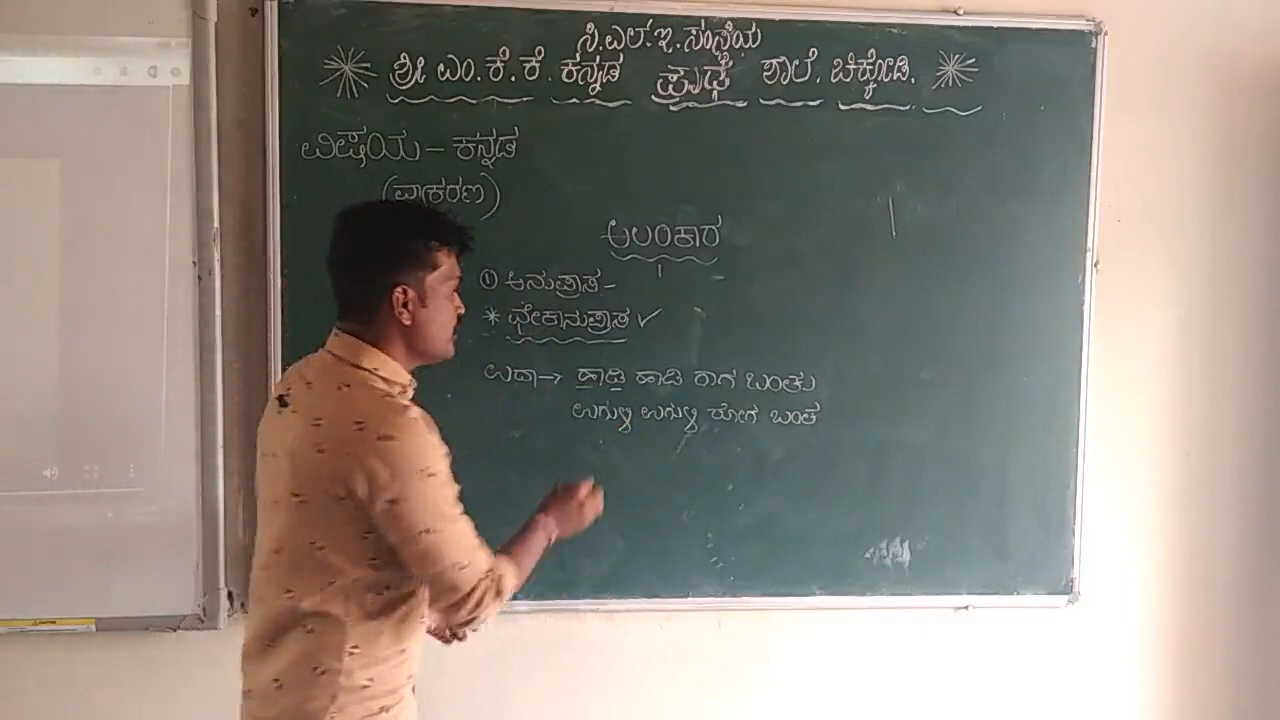 ಸಿ.ಎಲ್.ಇ.ಸಂಸ್ಥೆಯ
ಶ್ರೀ ಎಂ.ಕೆ.ಕೆ ಕನ್ನಡ ಪ್ರೌಢ ಶಾಲೆ. ಚಿಕ್ಕೋಡಿ.
ವಿಷಯ – ಕನ್ನಡ
(ವ್ಯಾಕರಣ)
ಅಲಂಕಾರ
① ಅನುಪ್ರಾಸ –
* ಛೇಕಾನುಪ್ರಾಸ ✓
ಉದಾ → ಹಾಡಿ ಹಾಡಿ ರಾಗ ಬಂತು
ಉಗುಳ್ಳಿ ಉಗುಳ್ಳಿ ರೋಗ ಬಂತ